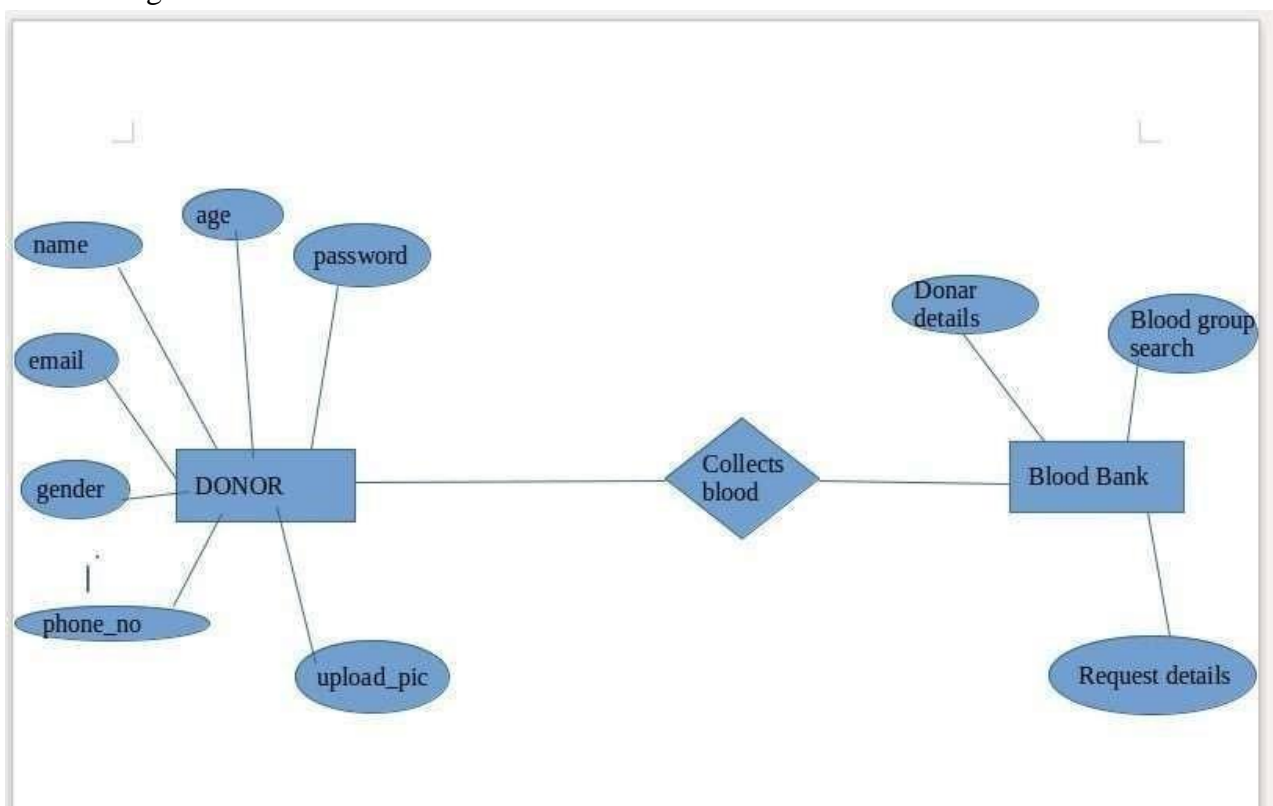 age
name
password
Donar
details
Blood group
search
email
Collects
blood
gender
DONOR
Blood Bank
phone_no
upload_pic
Request details